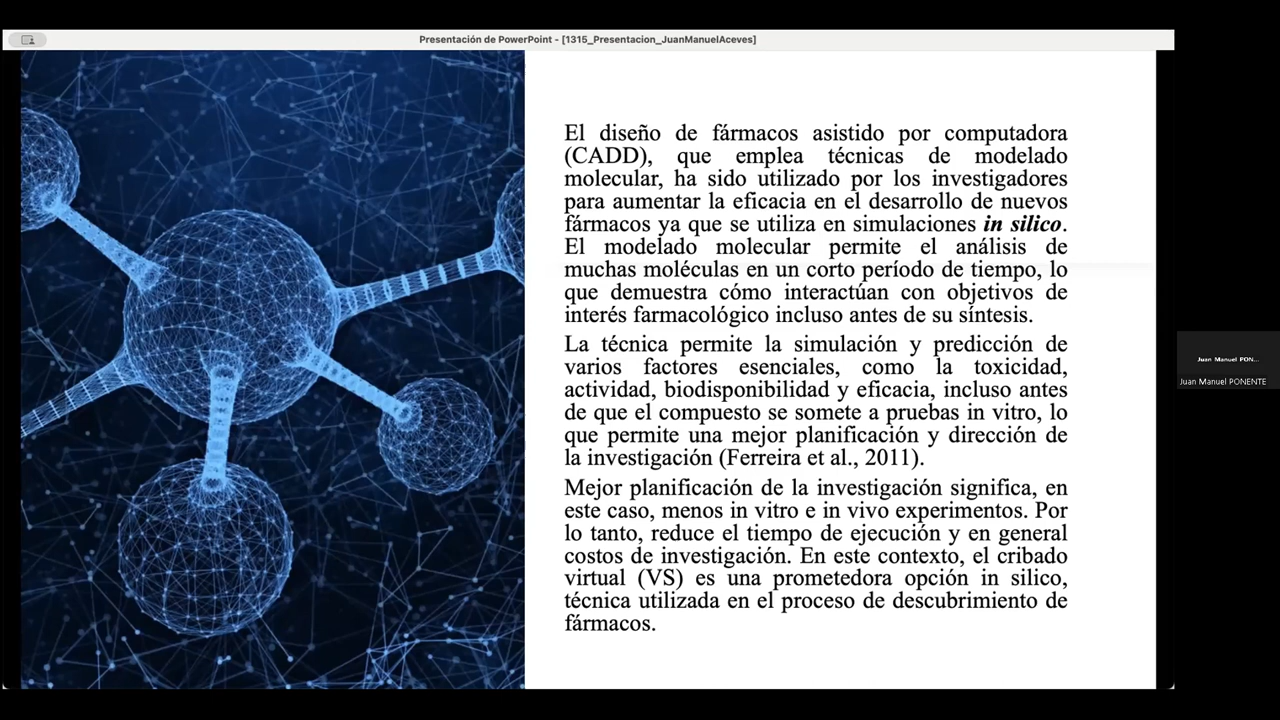 Presentación de PowerPoint - [1315_Presentacion_JuanManuelAceves]
El diseño de fármacos asistido por computadora
(CADD), que emplea técnicas de modelado
molecular, ha sido utilizado por los investigadores
para aumentar la eficacia en el desarrollo de nuevos
fármacos ya que se utiliza en simulaciones in silico.
El modelado molecular permite el análisis de
muchas moléculas en un corto período de tiempo, lo
que demuestra cómo interactúan con objetivos de
interés farmacológico incluso antes de su síntesis.
La técnica permite la simulación y predicción de
varios factores esenciales, como la toxicidad,
actividad, biodisponibilidad y eficacia, incluso antes
de que el compuesto se somete a pruebas in vitro, lo
que permite una mejor planificación y dirección de
la investigación (Ferreira et al., 2011).
Mejor planificación de la investigación significa, en
este caso, menos in vitro e in vivo experimentos. Por
lo tanto, reduce el tiempo de ejecución y en general
costos de investigación. En este contexto, el cribado
virtual (VS) es una prometedora opción in silico,
técnica utilizada en el proceso de descubrimiento de
fármacos.
Juan Manuel PON...
Juan Manuel PONENTE